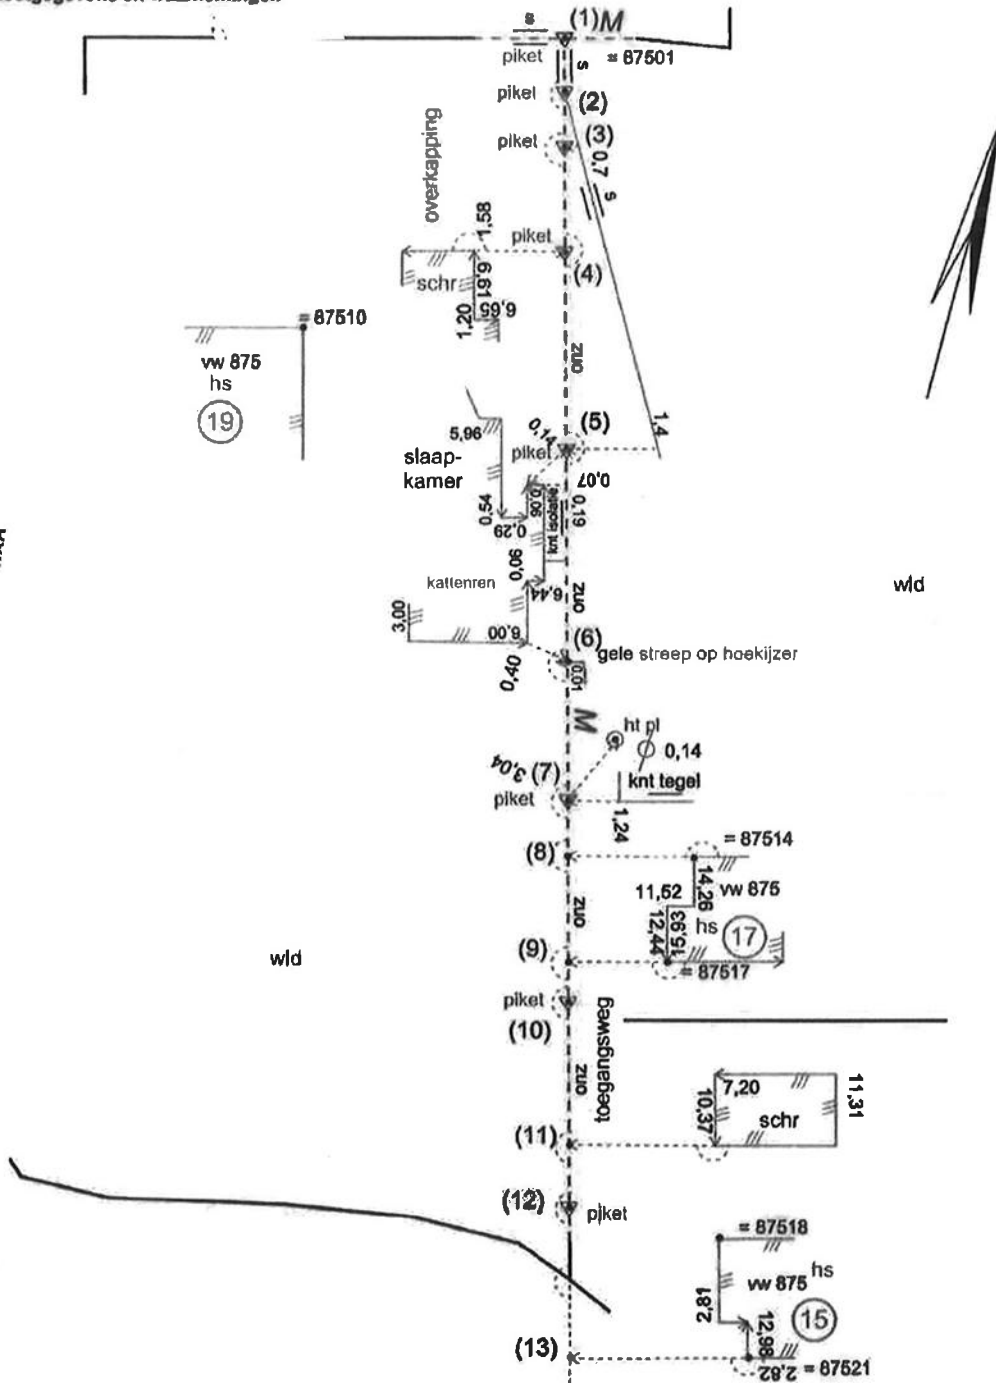 s (1) M
piket s = 87501
piket (2)
piket (3)
0,7 s
overkapping
1,58 piket
(4)
schr 6,61
6,65
1,20
= 87510
zuo
vw 875
hs
19
1,4
(5)
5,96 0,14
piket
slaap-
kamer
0,07
0,54 0,29 0,06 knt isolatie 0,19
0,06
kattenren
6,44 zuo
wld
3,00
6,00 (6)
gele streep op hoekijzer
0,40 0,01
M
ht pl
0,14
3,04 (7)
knt tegel
piket
1,24
(8) = 87514
14,26 vw 875
11,52
zuo 12,44 15,93 hs 17
(9)
wld
= 87517
piket
(10)
toegangsweg
zuo
7,20 11,31
10,37 schr
(11)
(12)
piket
= 87518
hs
vw 875
2,81
12,98 15
(13)
2,82 = 87521